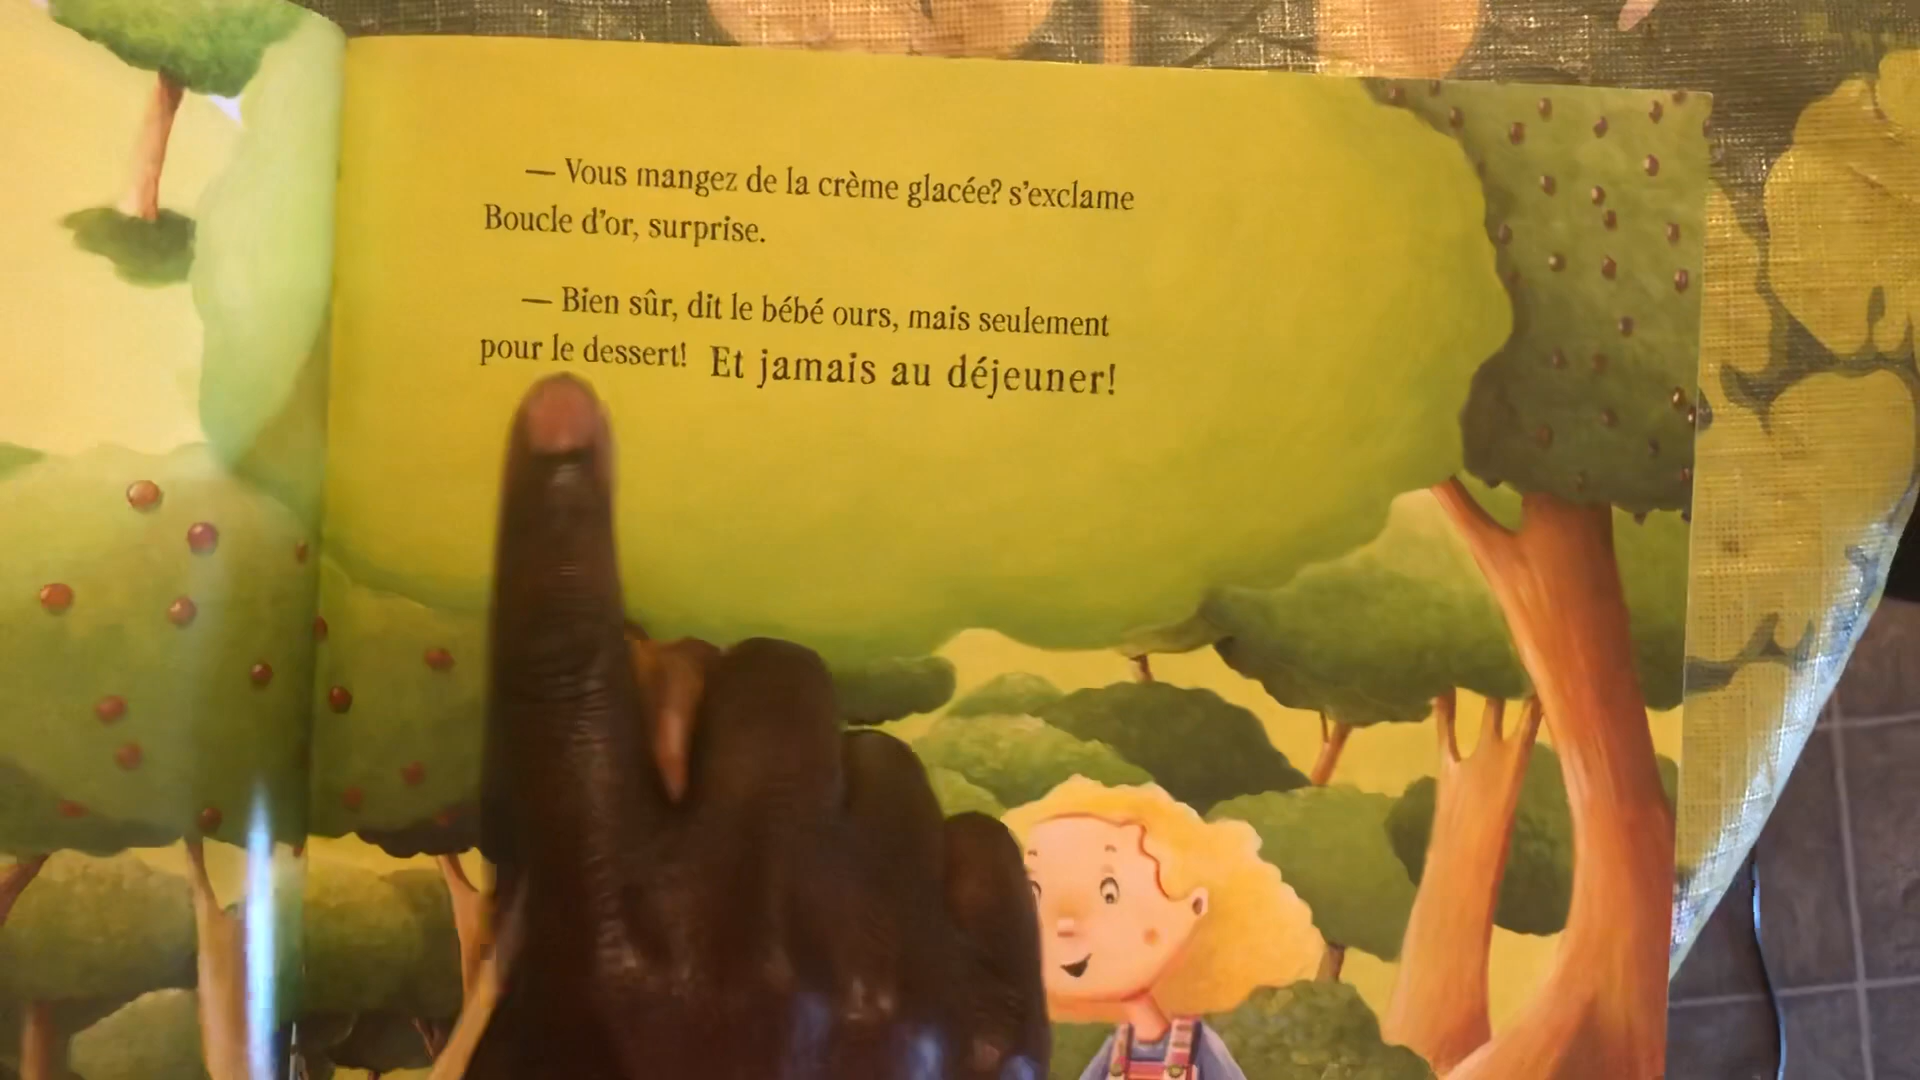 — Vous mangez de la crème glacée? s'exclame
Boucle d'or, surprise.
— Bien sûr, dit le bébé ours, mais seulement
pour le dessert! Et jamais au déjeuner!